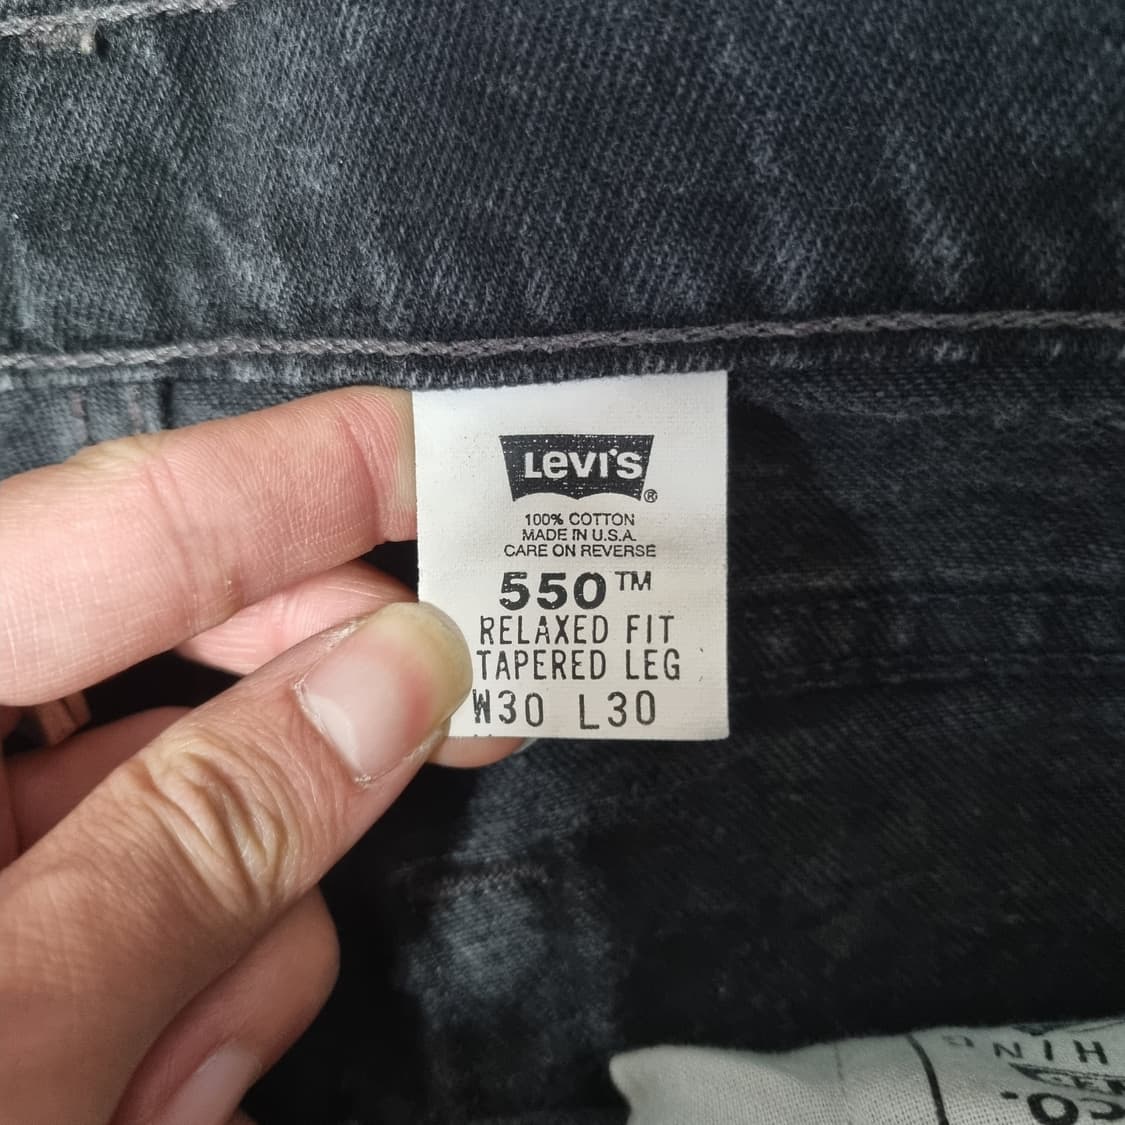 LEVI'S ®
100% COTTON
MADE IN U.S.A.
CARE ON REVERSE
550™
RELAXED FIT
TAPERED LEG
W30 L30